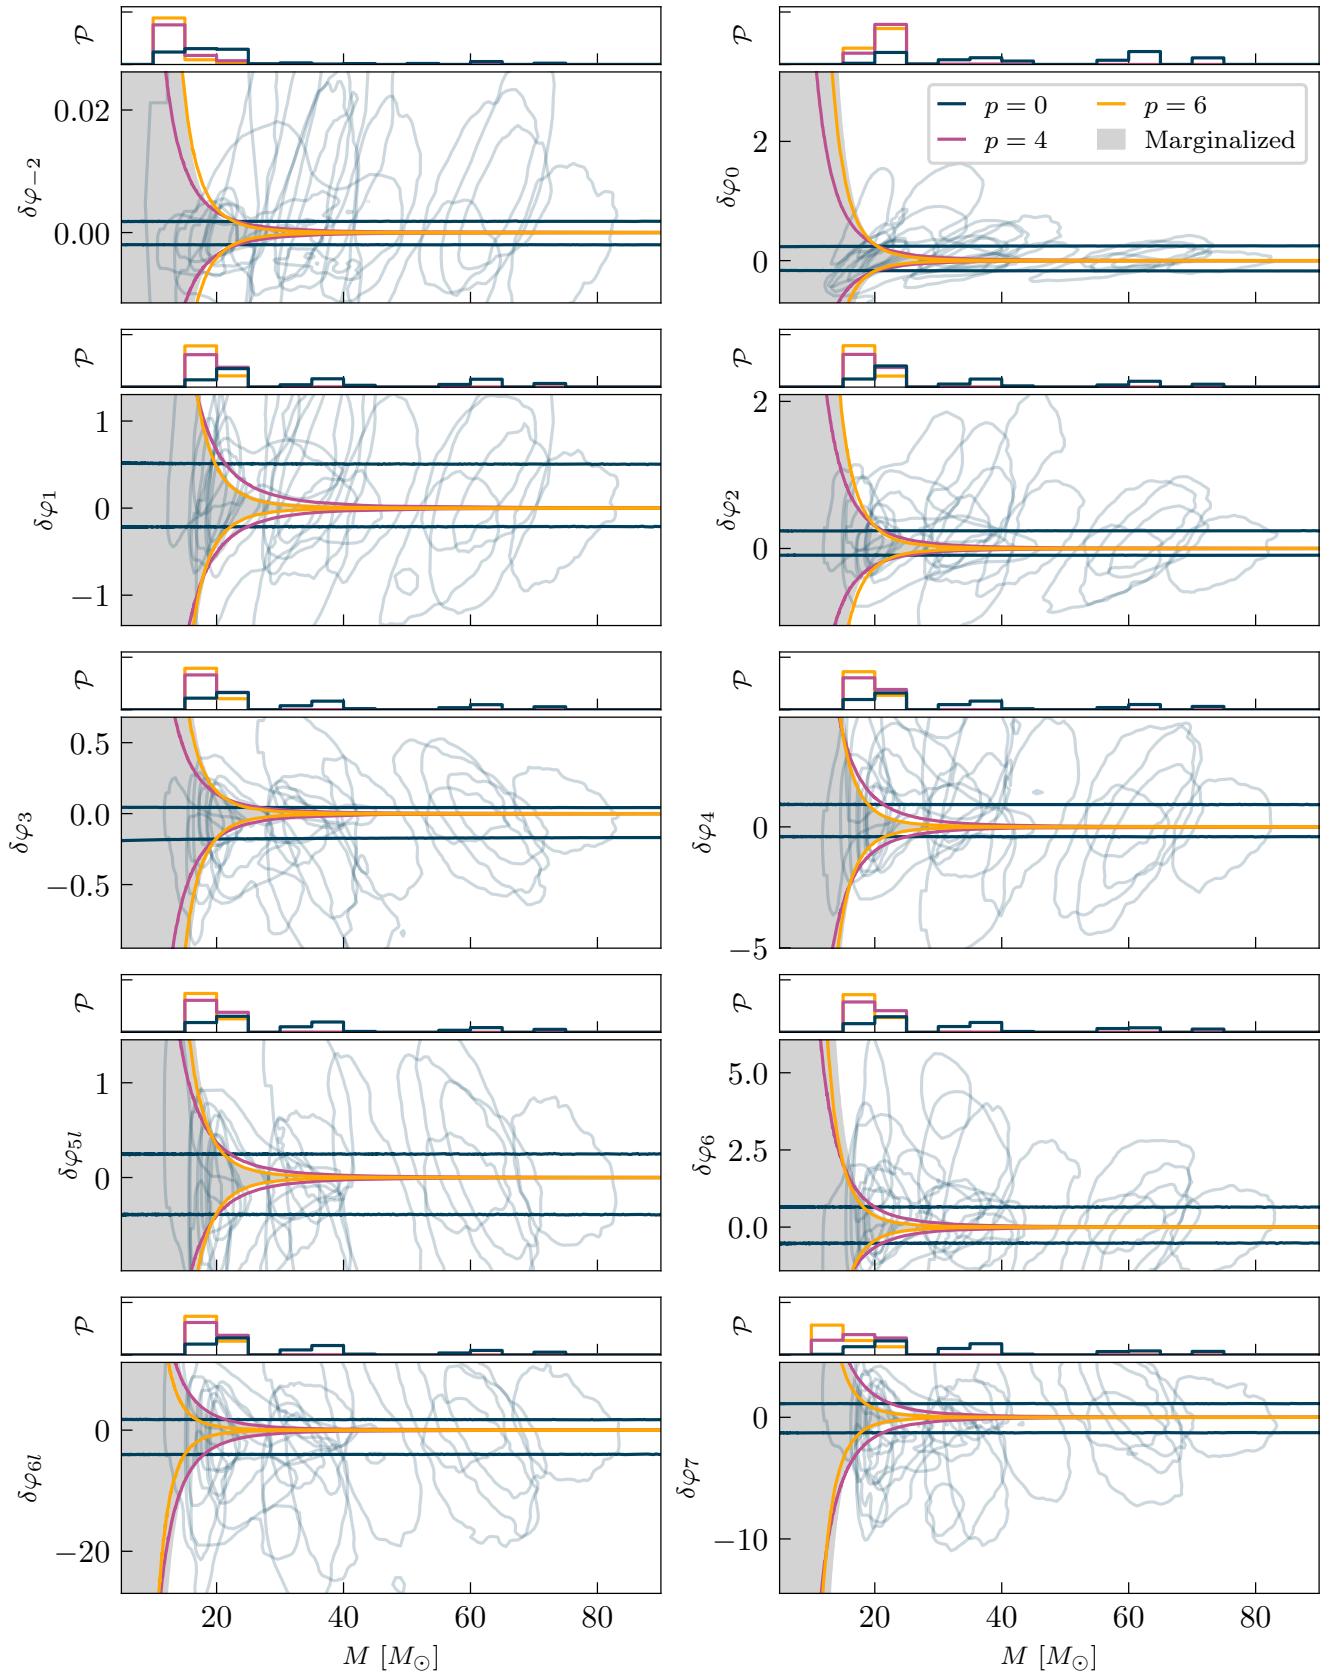 𝒫
0.02
0.00
δφ₋₂
𝒫
2
0
δφ₀
p = 0
p = 4
p = 6
Marginalized
𝒫
1
0
−1
δφ₁
𝒫
2
0
δφ₂
𝒫
0.5
0.0
−0.5
δφ₃
𝒫
0
−5
δφ₄
𝒫
1
0
δφ₅ₗ
𝒫
5.0
2.5
0.0
δφ₆
𝒫
0
−20
δφ₆ₗ
20 40 60 80
M [M☉]
𝒫
0
−10
δφ₇
20 40 60 80
M [M☉]